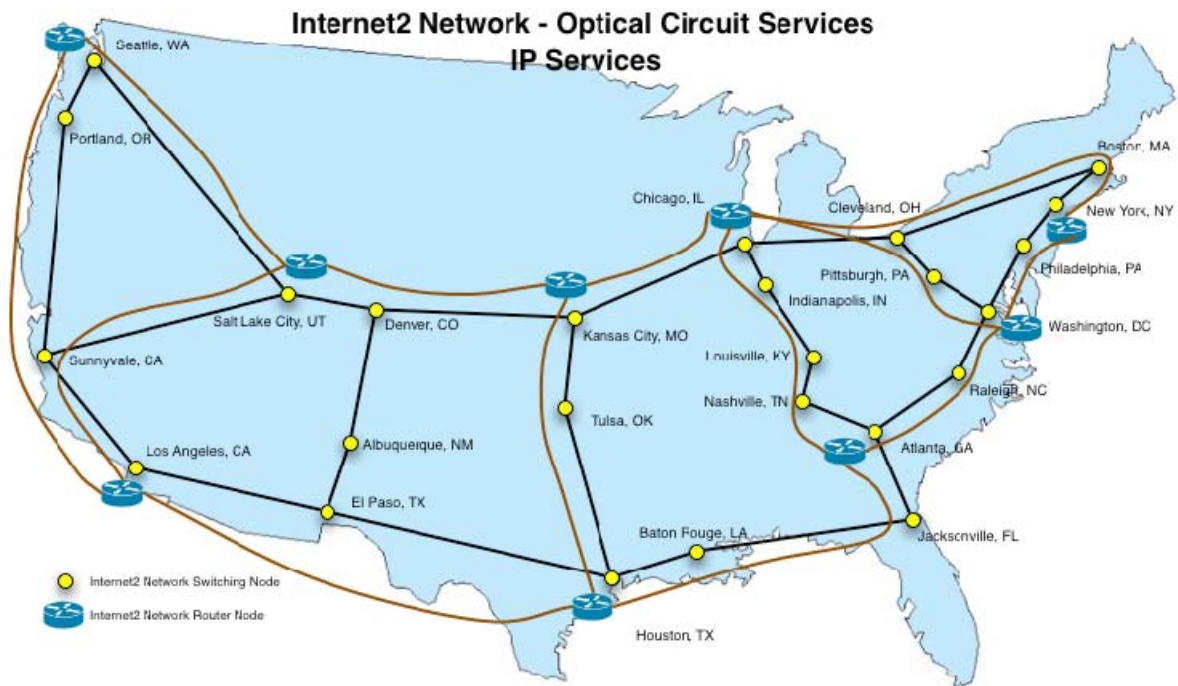 Internet2 Network - Optical Circuit Services
IP Services
Seattle, WA
Portland, OR
Boston, MA
Chicago, IL
Cleveland, OH
New York, NY
Pittsburgh, PA
Philadelphia, PA
Indianapolis, IN
Salt Lake City, UT
Denver, CO
Kansas City, MO
Washington, DC
Sunnyvale, CA
Louisville, KY
Raleigh, NC
Nashville, TN
Tulsa, OK
Los Angeles, CA
Albuquerque, NM
Atlanta, GA
El Paso, TX
Baton Fouge, LA
Jacksonville, FL
Internet2 Network Switching Node
Internet2 Network Router Node
Houston, TX